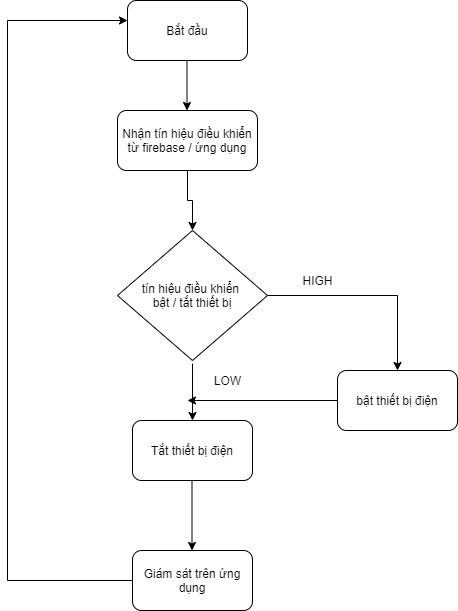 Bắt đầu
Nhận tín hiệu điều khiển
từ firebase / ứng dụng
tín hiệu điều khiển
bật / tắt thiết bị
HIGH
LOW
bật thiết bị điện
Tắt thiết bị điện
Giám sát trên ứng
dụng